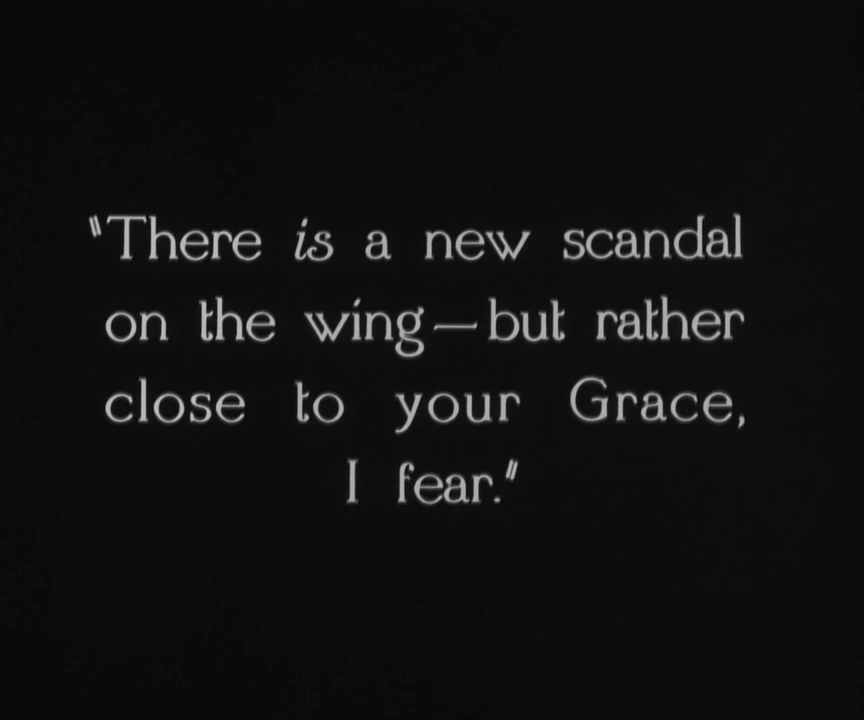 "There is a new scandal
on the wing—but rather
close to your Grace,
I fear."